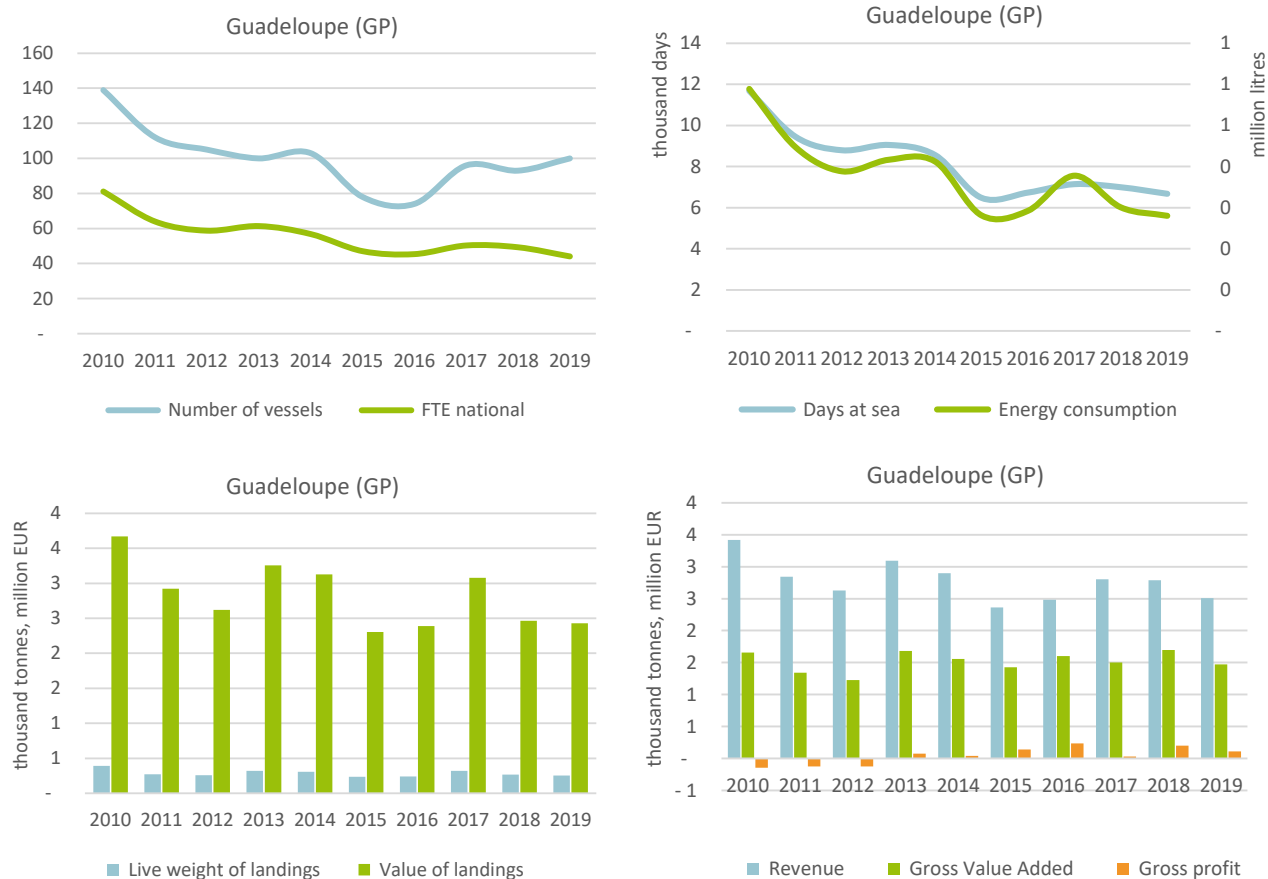 Guadeloupe (GP)
160
140
120
100
80
60
40
20
-
2010 2011 2012 2013 2014 2015 2016 2017 2018 2019
Number of vessels FTE national
Guadeloupe (GP)
thousand days
14
12
10
8
6
4
2
-
million litres
1
1
1
0
0
0
0
-
2010 2011 2012 2013 2014 2015 2016 2017 2018 2019
Days at sea Energy consumption
Guadeloupe (GP)
thousand tonnes, million EUR
4
4
3
3
2
2
1
1
-
2010 2011 2012 2013 2014 2015 2016 2017 2018 2019
Live weight of landings Value of landings
Guadeloupe (GP)
thousand tonnes, million EUR
4
4
3
3
2
2
1
1
-
- 1
2010 2011 2012 2013 2014 2015 2016 2017 2018 2019
Revenue Gross Value Added Gross profit